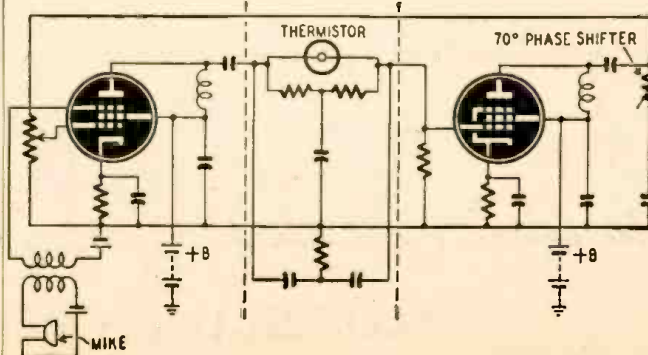 THERMISTOR
70° PHASE SHIFTER
+B
+B
MIKE